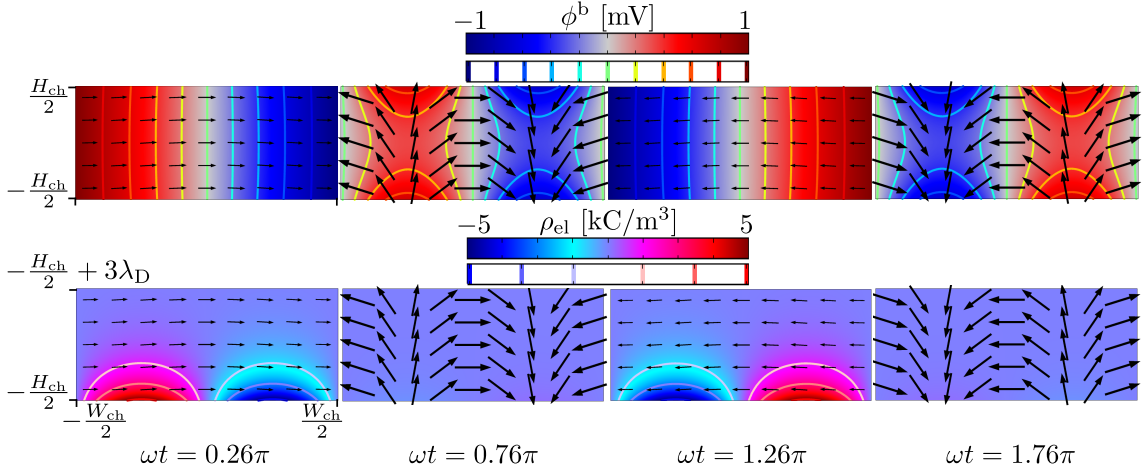 ϕᵇ [mV]
−1 1
H_ch/2
−H_ch/2
ρ_el [kC/m³]
−5 5
−H_ch/2 + 3λ_D
−H_ch/2
−W_ch/2 W_ch/2
ωt = 0.26π ωt = 0.76π ωt = 1.26π ωt = 1.76π